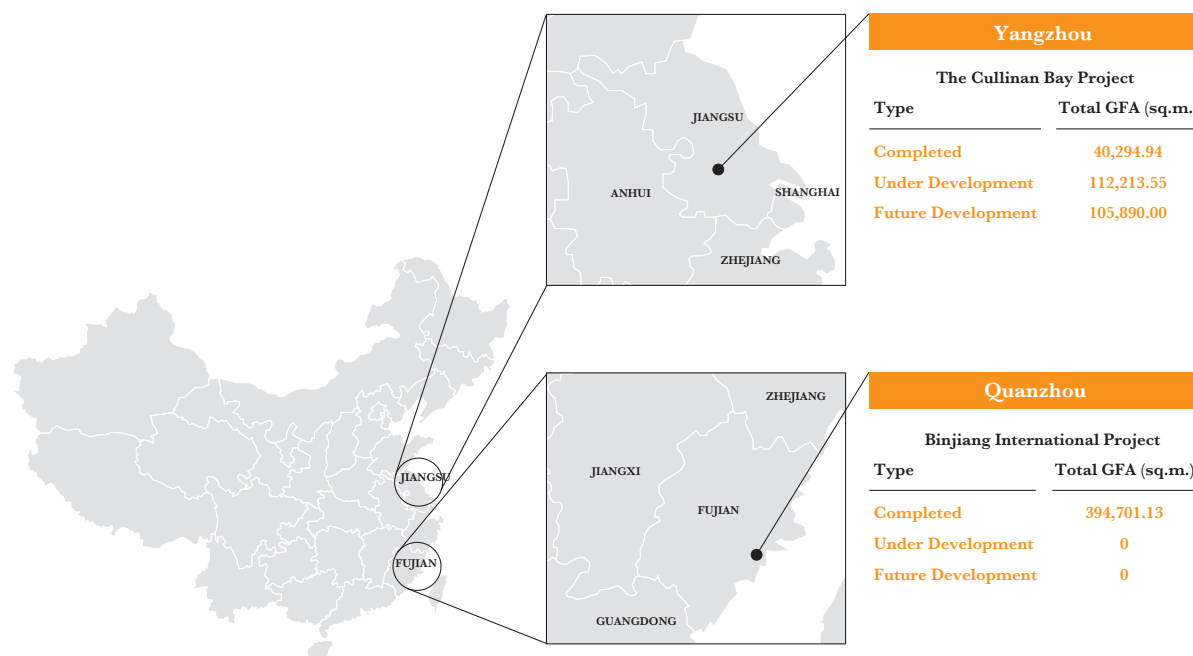 Yangzhou
The Cullinan Bay Project
Type Total GFA (sq.m.
Completed 40,294.94
Under Development 112,213.55
Future Development 105,890.00
JIANGSU
ANHUI
SHANGHAI
ZHEJIANG
JIANGSU
FUJIAN
ZHEJIANG
JIANGXI
FUJIAN
GUANGDONG
Quanzhou
Binjiang International Project
Type Total GFA (sq.m.)
Completed 394,701.13
Under Development 0
Future Development 0